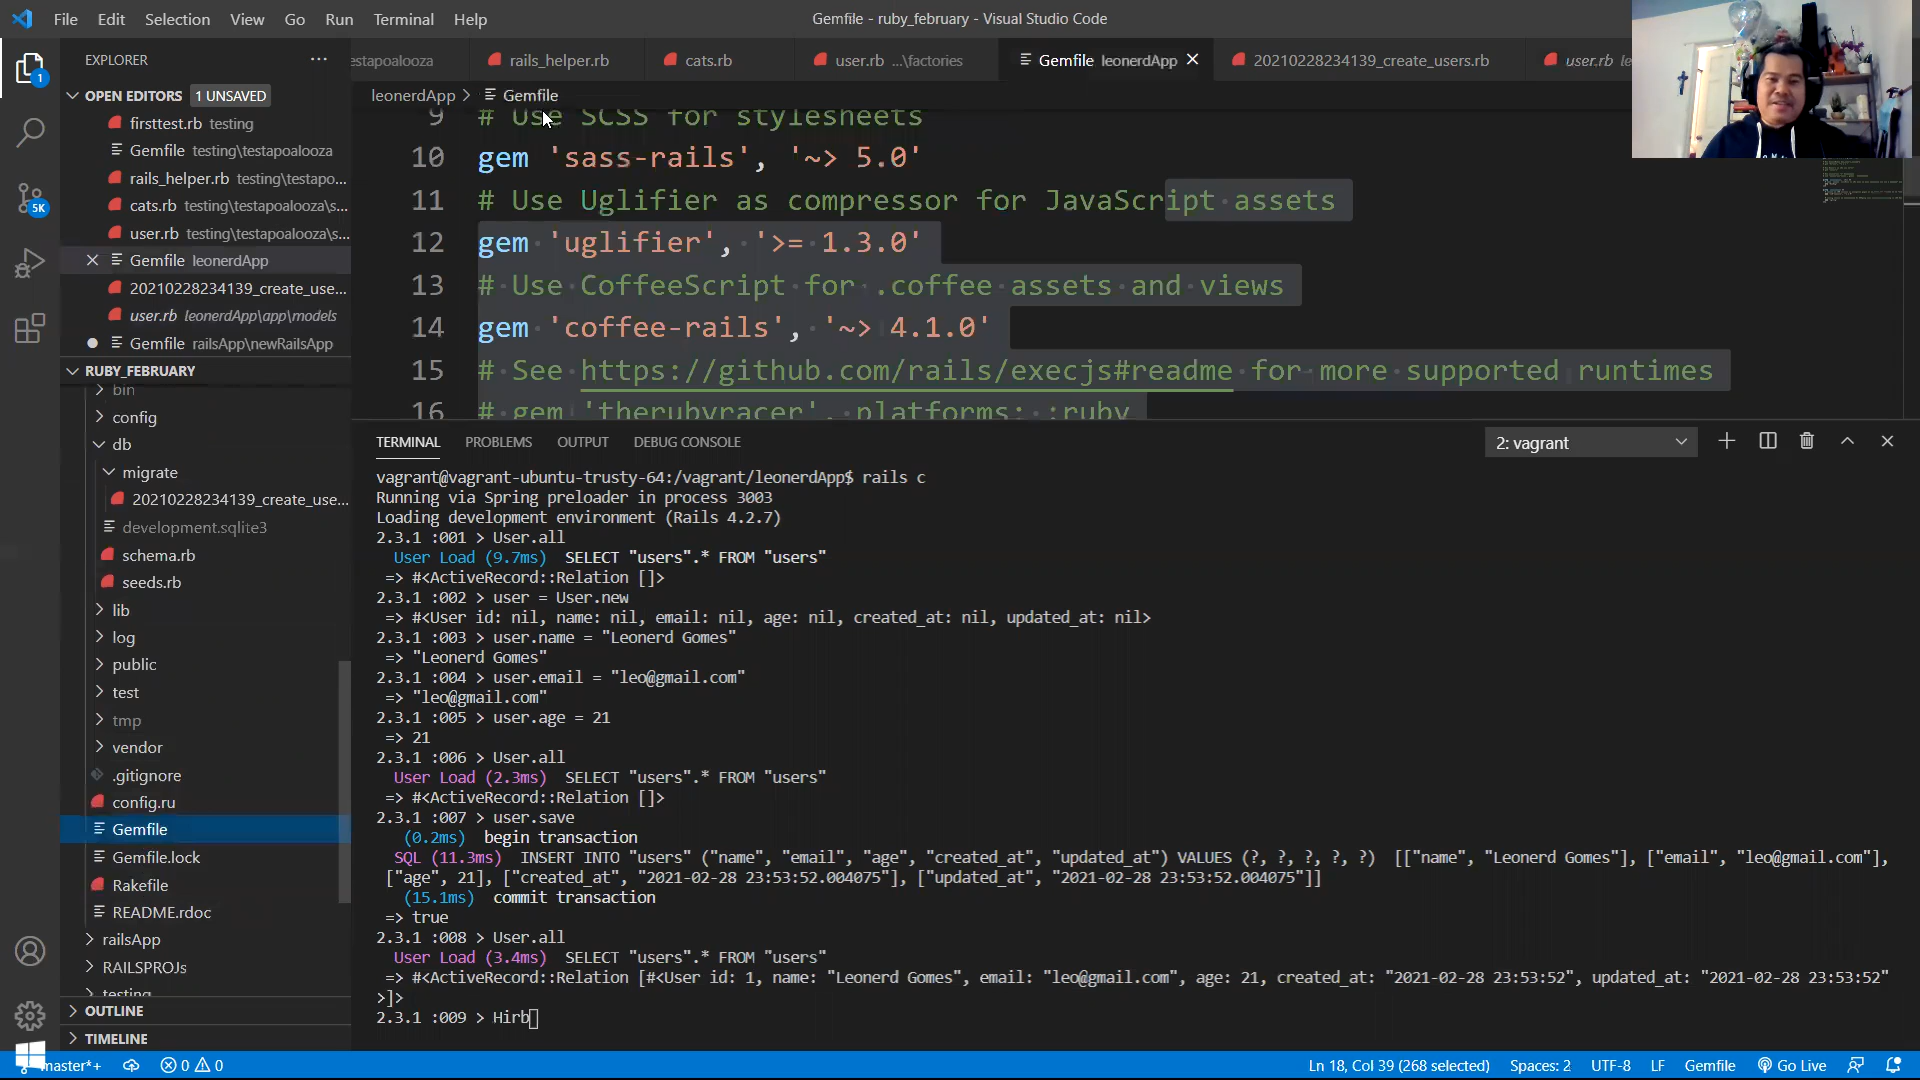 File Edit Selection View Go Run Terminal Help
Gemfile - ruby_february - Visual Studio Code
EXPLORER
OPEN EDITORS 1 UNSAVED
firsttest.rb testing
Gemfile testing\testapoalooza
rails_helper.rb testing\testapo...
cats.rb testing\testapoalooza\s...
user.rb testing\testapoalooza\s...
Gemfile leonerdApp
20210228234139_create_use...
user.rb leonerdApp\app\models
Gemfile railsApp\newRailsApp
RUBY_FEBRUARY
bin
config
db
migrate
20210228234139_create_use...
development.sqlite3
schema.rb
seeds.rb
lib
log
public
test
tmp
vendor
.gitignore
config.ru
Gemfile
Gemfile.lock
Rakefile
README.rdoc
railsApp
RAILSPROJs
testing
OUTLINE
TIMELINE
1
5K
estapoalooza rails_helper.rb cats.rb user.rb ...\factories Gemfile leonerdApp 20210228234139_create_users.rb user.rb le
leonerdApp > Gemfile
9 # Use SCSS for stylesheets
10 gem 'sass-rails', '~> 5.0'
11 # Use Uglifier as compressor for JavaScript assets
12 gem 'uglifier', '>= 1.3.0'
13 # Use CoffeeScript for .coffee assets and views
14 gem 'coffee-rails', '~> 4.1.0'
15 # See https://github.com/rails/execjs#readme for more supported runtimes
16 # gem 'therubyracer', platforms: :ruby
TERMINAL PROBLEMS OUTPUT DEBUG CONSOLE
2: vagrant
vagrant@vagrant-ubuntu-trusty-64:/vagrant/leonerdApp$ rails c
Running via Spring preloader in process 3003
Loading development environment (Rails 4.2.7)
2.3.1 :001 > User.all
User Load (9.7ms) SELECT "users".* FROM "users"
=> #<ActiveRecord::Relation []>
2.3.1 :002 > user = User.new
=> #<User id: nil, name: nil, email: nil, age: nil, created_at: nil, updated_at: nil>
2.3.1 :003 > user.name = "Leonerd Gomes"
=> "Leonerd Gomes"
2.3.1 :004 > user.email = "leo@gmail.com"
=> "leo@gmail.com"
2.3.1 :005 > user.age = 21
=> 21
2.3.1 :006 > User.all
User Load (2.3ms) SELECT "users".* FROM "users"
=> #<ActiveRecord::Relation []>
2.3.1 :007 > user.save
(0.2ms) begin transaction
SQL (11.3ms) INSERT INTO "users" ("name", "email", "age", "created_at", "updated_at") VALUES (?, ?, ?, ?, ?) [["name", "Leonerd Gomes"], ["email", "leo@gmail.com"],
["age", 21], ["created_at", "2021-02-28 23:53:52.004075"], ["updated_at", "2021-02-28 23:53:52.004075"]]
(15.1ms) commit transaction
=> true
2.3.1 :008 > User.all
User Load (3.4ms) SELECT "users".* FROM "users"
=> #<ActiveRecord::Relation [#<User id: 1, name: "Leonerd Gomes", email: "leo@gmail.com", age: 21, created_at: "2021-02-28 23:53:52", updated_at: "2021-02-28 23:53:52"
>]>
2.3.1 :009 > Hirb
master*+ 0 0 Ln 18, Col 39 (268 selected) Spaces: 2 UTF-8 LF Gemfile Go Live